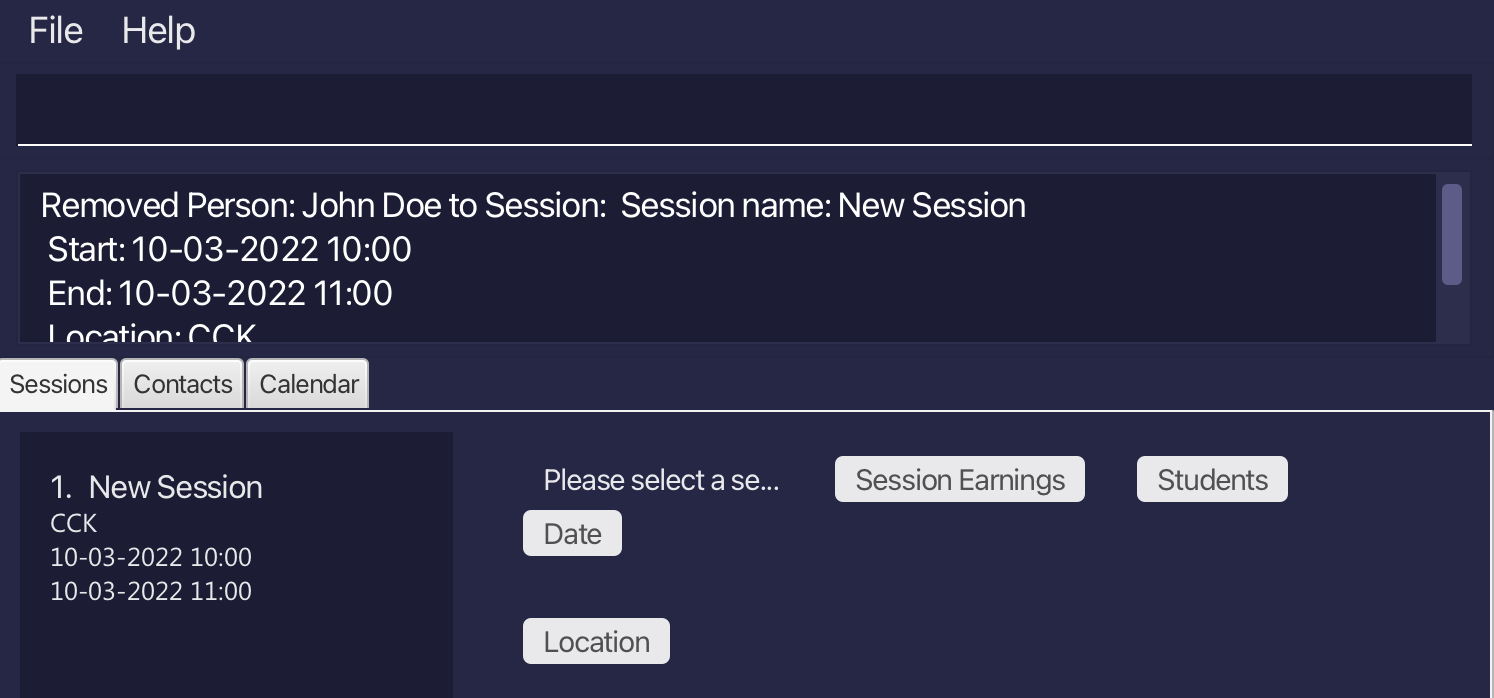 File Help
Removed Person: John Doe to Session:  Session name: New Session
Start: 10-03-2022 10:00
End: 10-03-2022 11:00
Location: CCK
Sessions Contacts Calendar
1. New Session
CCK
10-03-2022 10:00
10-03-2022 11:00
Please select a se... Session Earnings Students
Date
Location